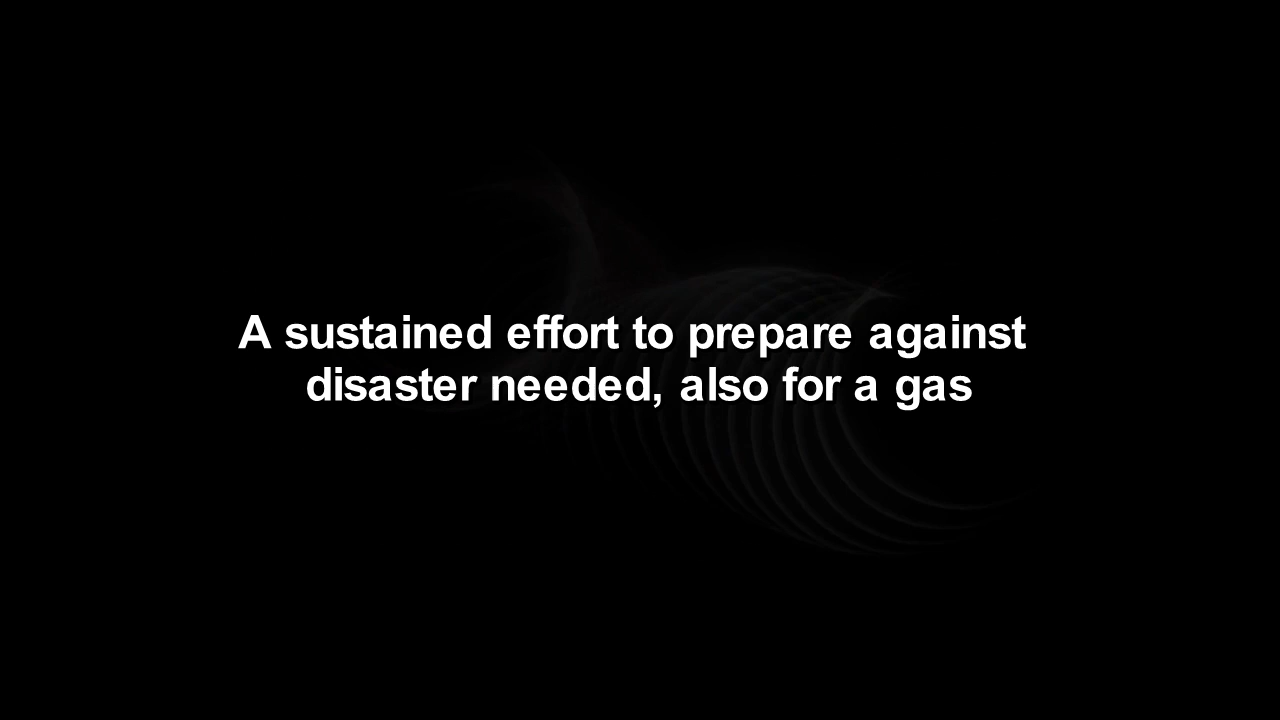 A sustained effort to prepare against
disaster needed, also for a gas